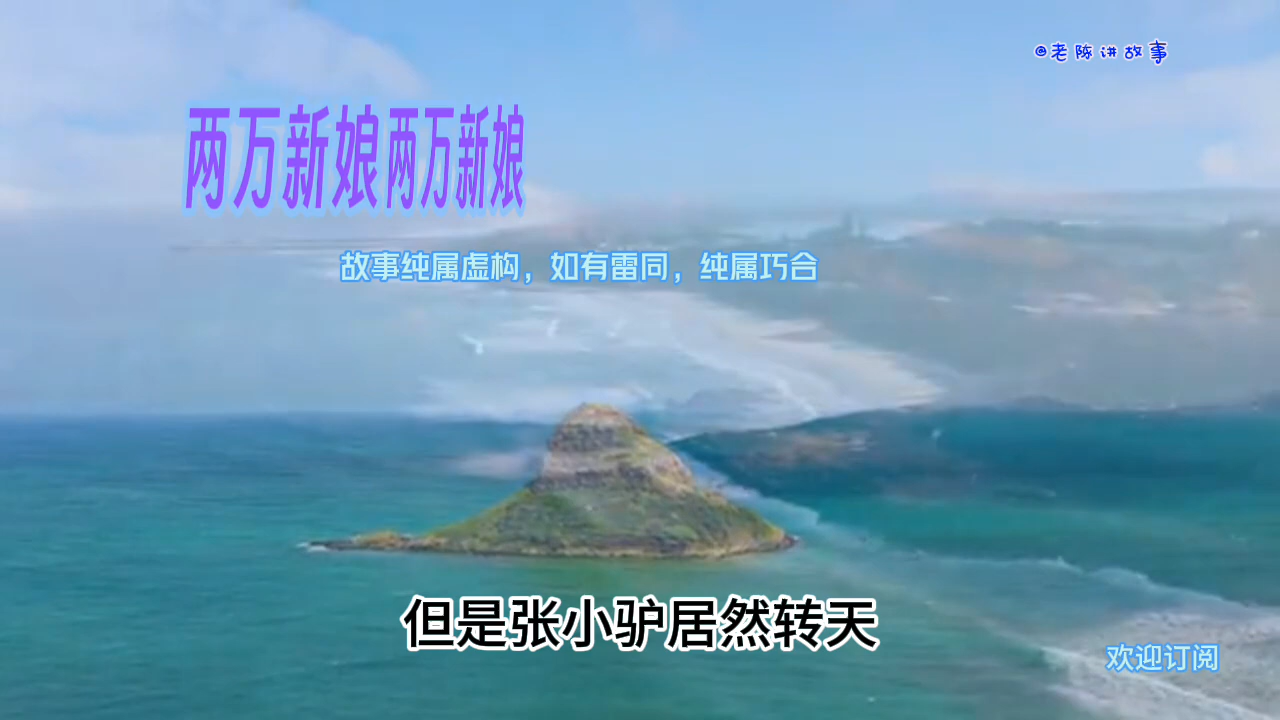 @老陈讲故事
两万新娘两万新娘
故事纯属虚构，如有雷同，纯属巧合
但是张小驴居然转天
欢迎订阅